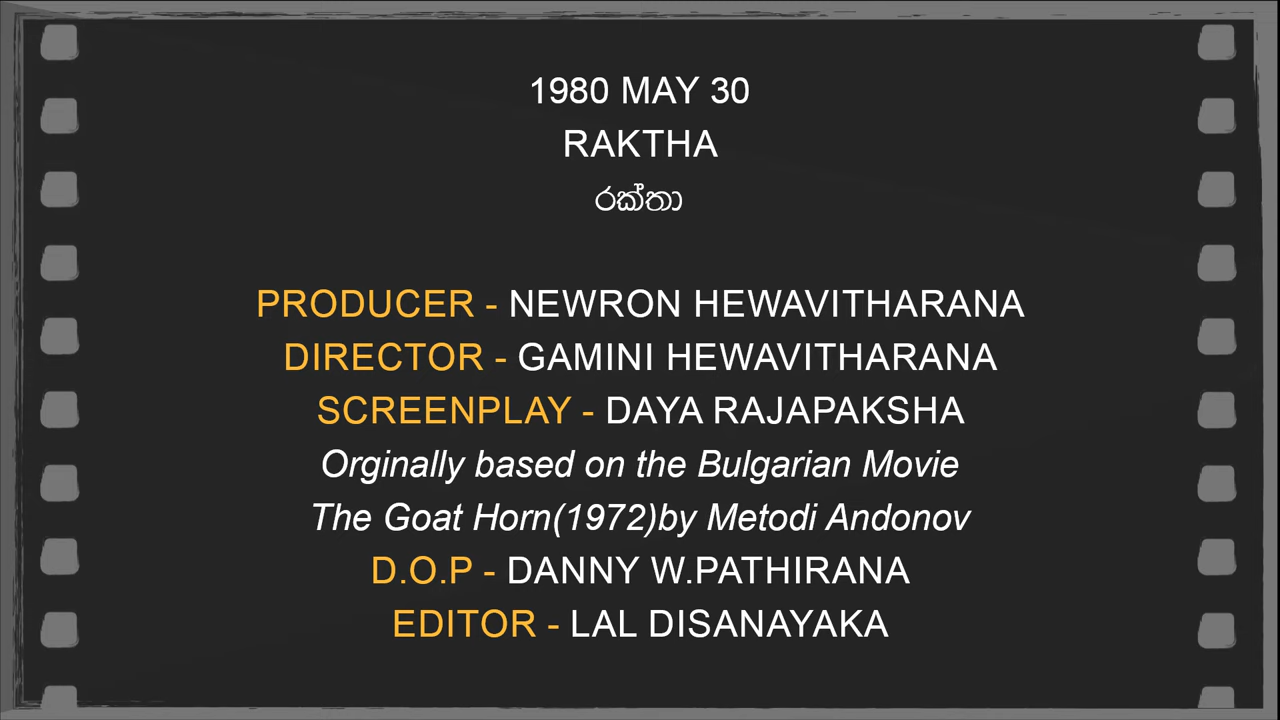 1980 MAY 30
RAKTHA
රක්තා
PRODUCER - NEWRON HEWAVITHARANA
DIRECTOR - GAMINI HEWAVITHARANA
SCREENPLAY - DAYA RAJAPAKSHA
Orginally based on the Bulgarian Movie
The Goat Horn(1972)by Metodi Andonov
D.O.P - DANNY W.PATHIRANA
EDITOR - LAL DISANAYAKA